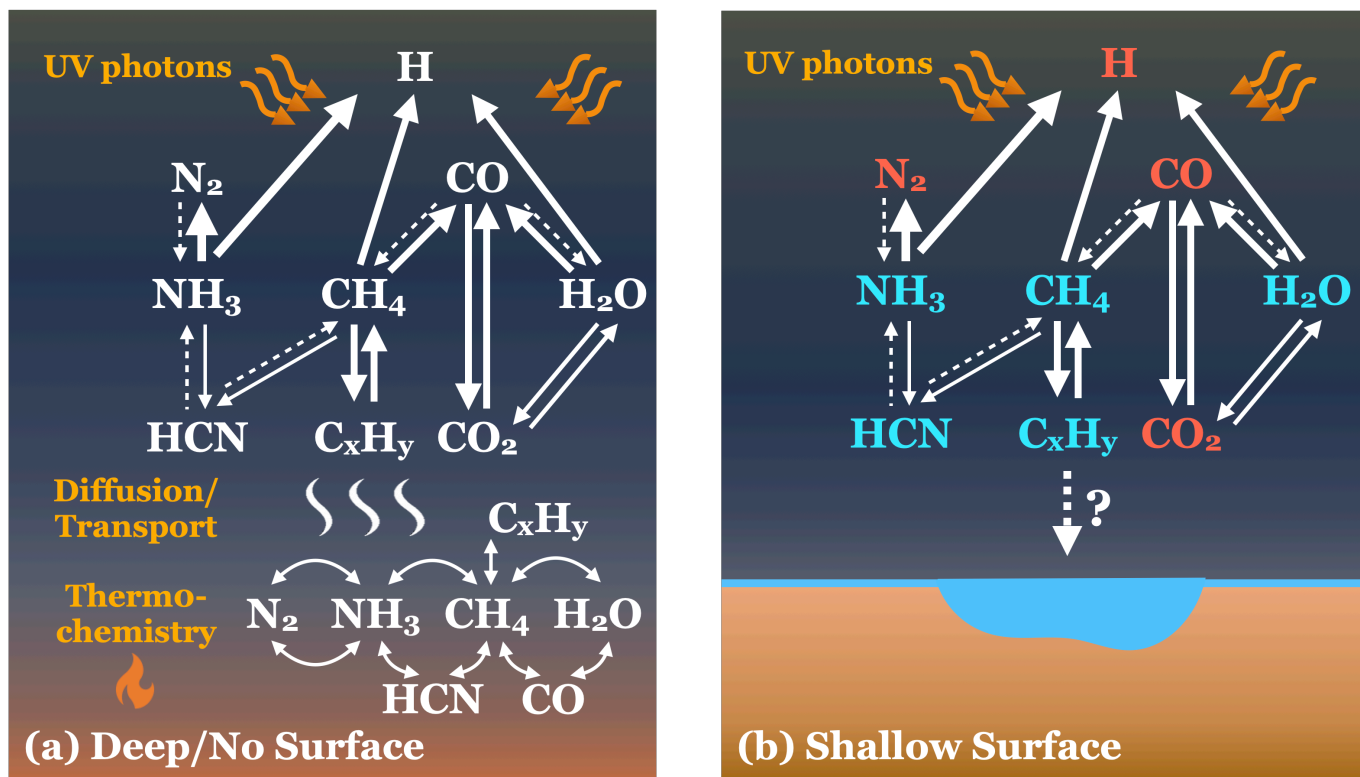 UV photons
H
N₂
CO
NH₃
CH₄
H₂O
HCN
CₓHᵧ
CO₂
Diffusion/
Transport
CₓHᵧ
Thermo-
chemistry
N₂
NH₃
CH₄
H₂O
HCN
CO
(a) Deep/No Surface
UV photons
H
N₂
CO
NH₃
CH₄
H₂O
HCN
CₓHᵧ
CO₂
?
(b) Shallow Surface